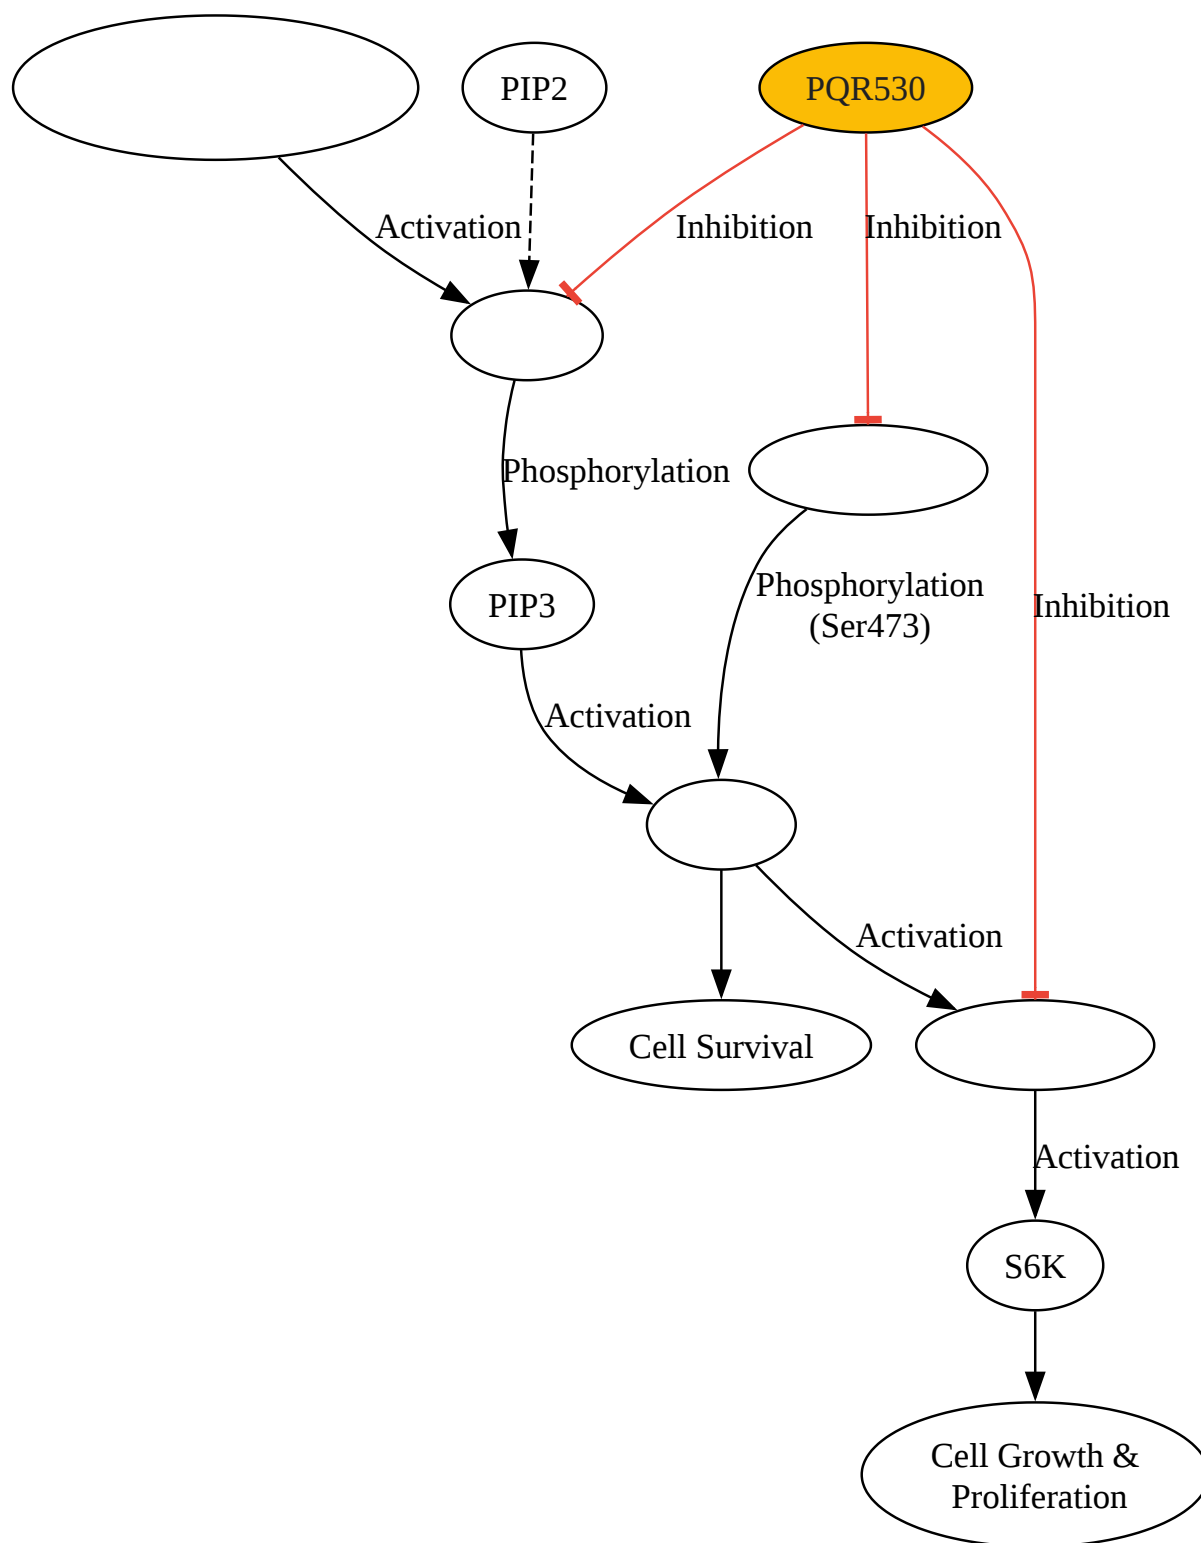 PIP2
PQR530
Activation
Inhibition
Inhibition
Phosphorylation
Phosphorylation
(Ser473)
PIP3
Inhibition
Activation
Activation
Cell Survival
Activation
S6K
Cell Growth &
Proliferation